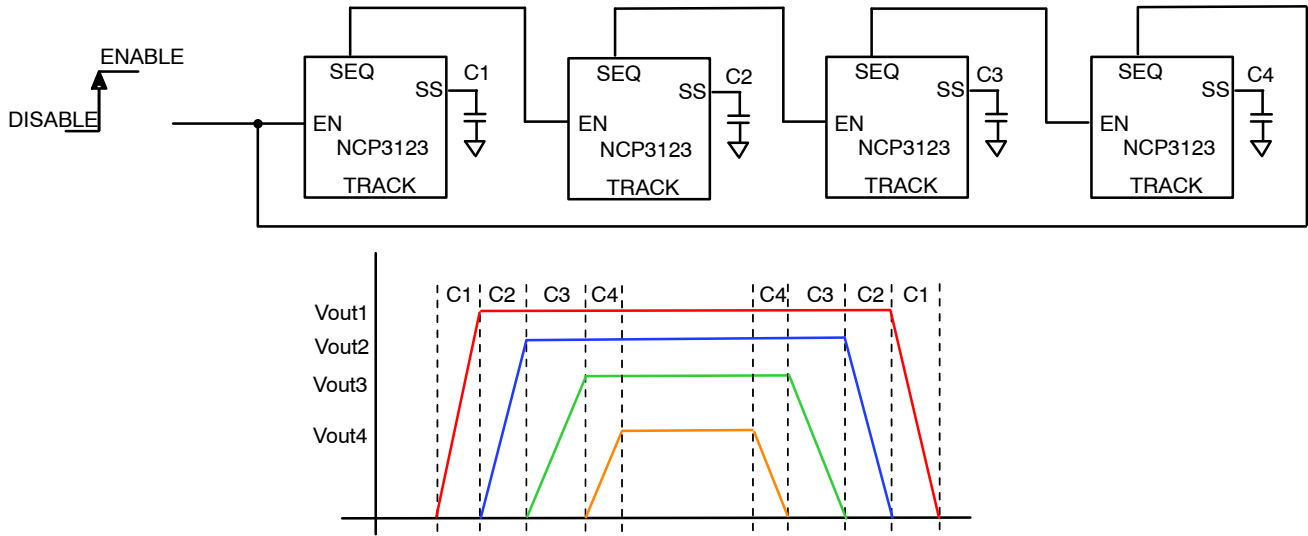 ENABLE
DISABLE
SEQ
C1
SS
EN
NCP3123
TRACK
SEQ
C2
SS
EN
NCP3123
TRACK
SEQ
C3
SS
EN
NCP3123
TRACK
SEQ
C4
SS
EN
NCP3123
TRACK
C1 C2 C3 C4 C4 C3 C2 C1
Vout1
Vout2
Vout3
Vout4